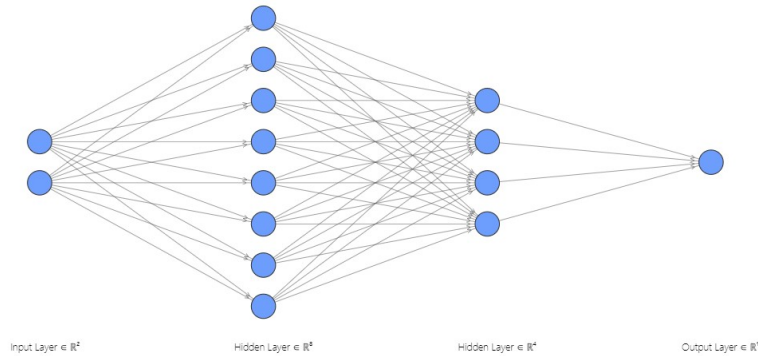 Input Layer ∈ ℝ²
Hidden Layer ∈ ℝ⁸
Hidden Layer ∈ ℝ⁴
Output Layer ∈ ℝ¹